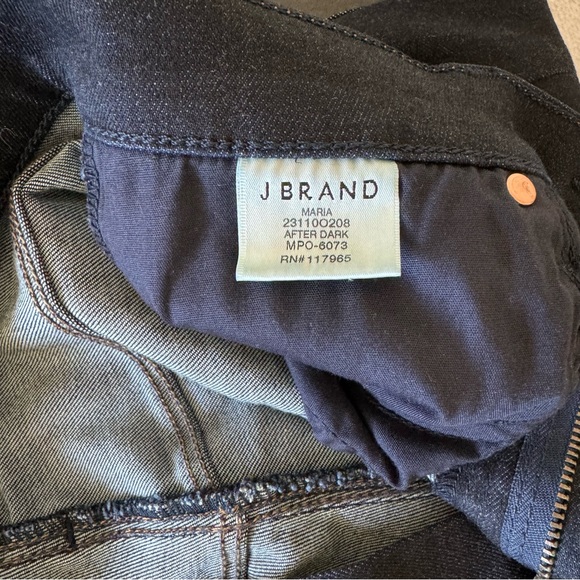 J BRAND
MARIA
23110O208
AFTER DARK
MPO-6073
RN# 117965